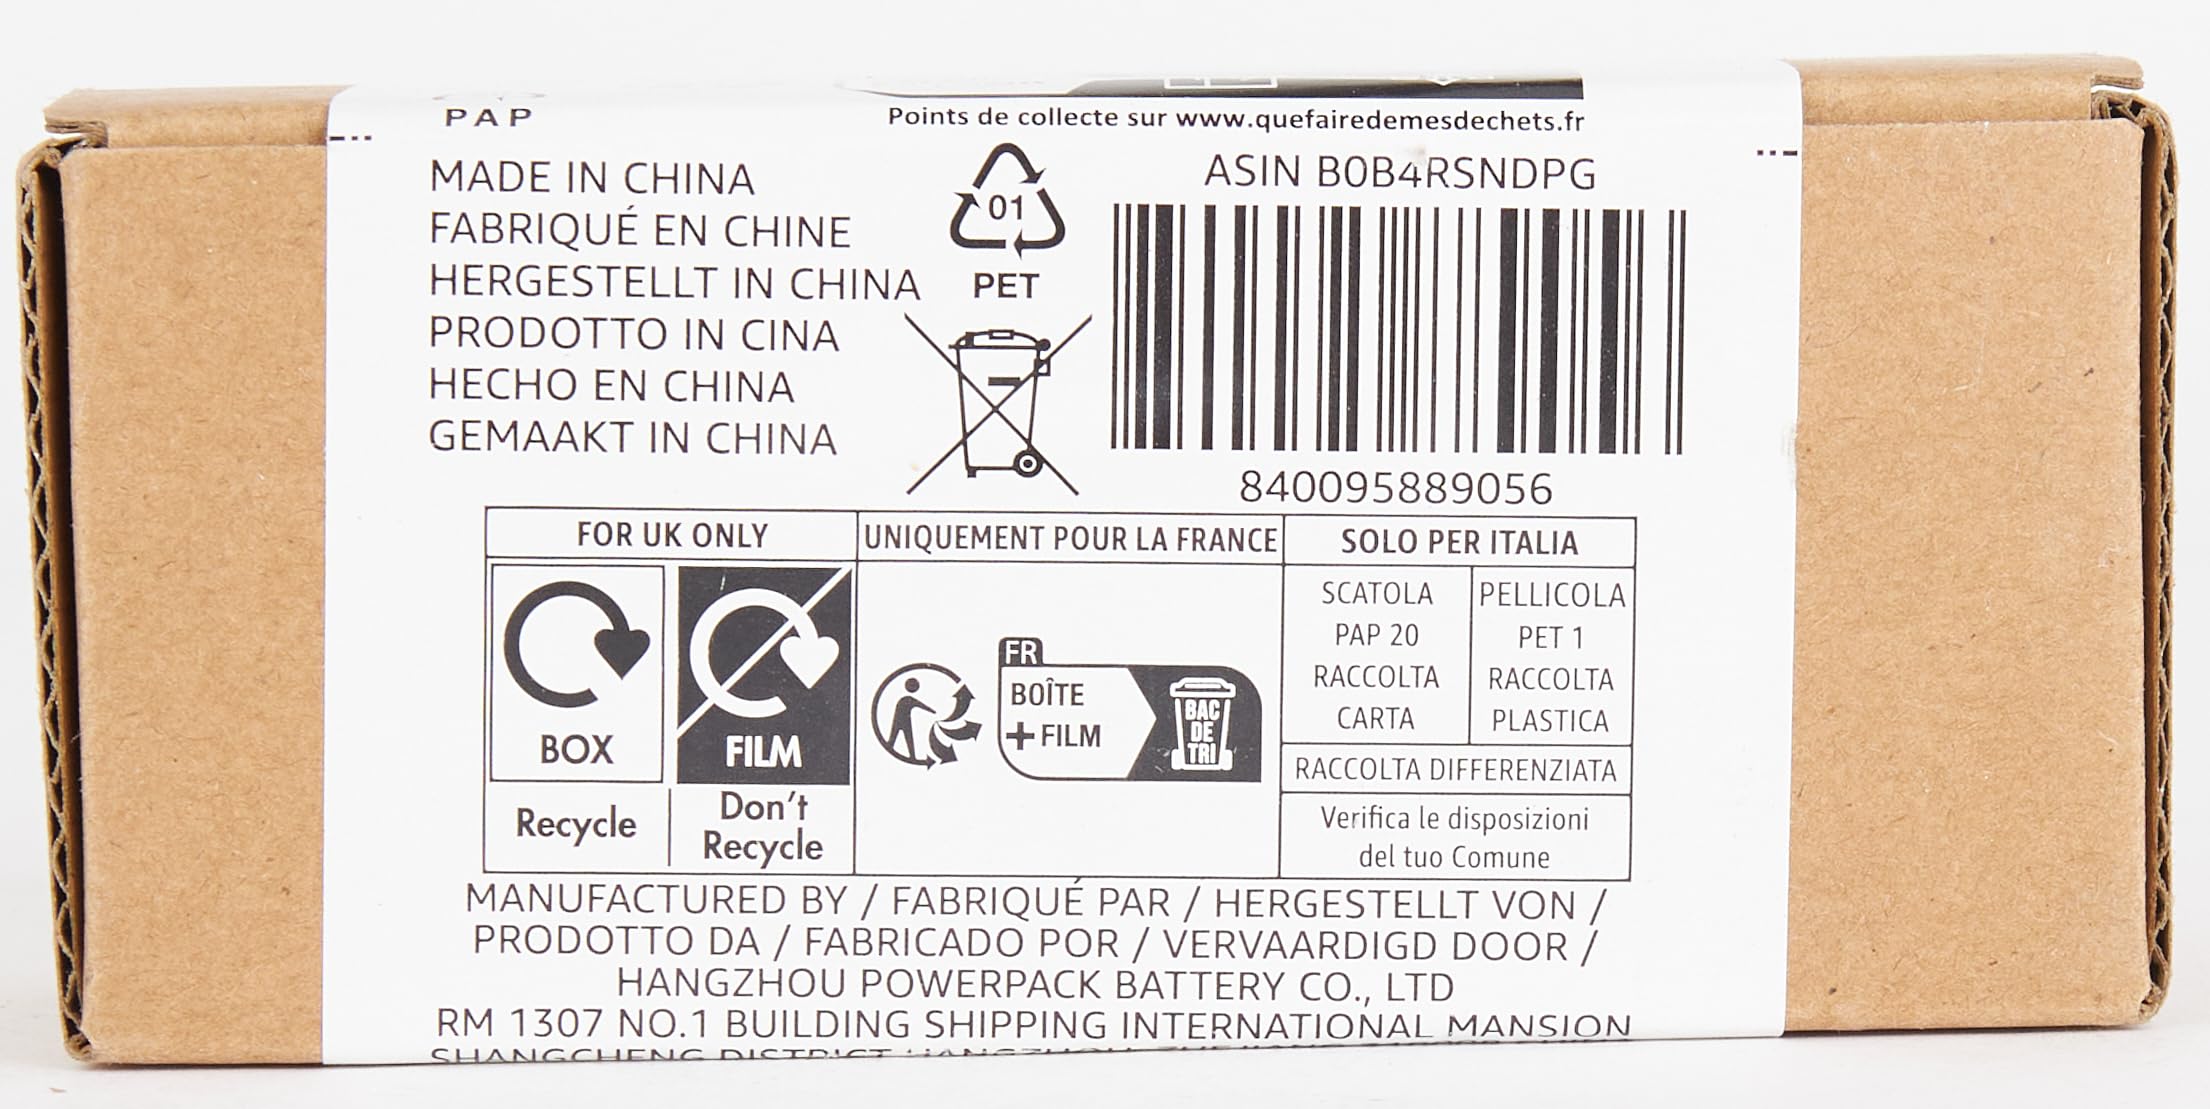 PAP
Points de collecte sur www.quefairedemesdechets.fr
MADE IN CHINA
FABRIQUÉ EN CHINE
HERGESTELLT IN CHINA
PRODOTTO IN CINA
HECHO EN CHINA
GEMAAKT IN CHINA
01
PET
ASIN B0B4RSNDPG
840095889056
FOR UK ONLY
BOX
FILM
Recycle
Don't
Recycle
UNIQUEMENT POUR LA FRANCE
FR
BOÎTE
+ FILM
BAC
DE
TRI
SOLO PER ITALIA
SCATOLA
PAP 20
RACCOLTA
CARTA
PELLICOLA
PET 1
RACCOLTA
PLASTICA
RACCOLTA DIFFERENZIATA
Verifica le disposizioni
del tuo Comune
MANUFACTURED BY / FABRIQUÉ PAR / HERGESTELLT VON /
PRODOTTO DA / FABRICADO POR / VERVAARDIGD DOOR /
HANGZHOU POWERPACK BATTERY CO., LTD
RM 1307 NO.1 BUILDING SHIPPING INTERNATIONAL MANSION
SHANGCHENG DISTRICT